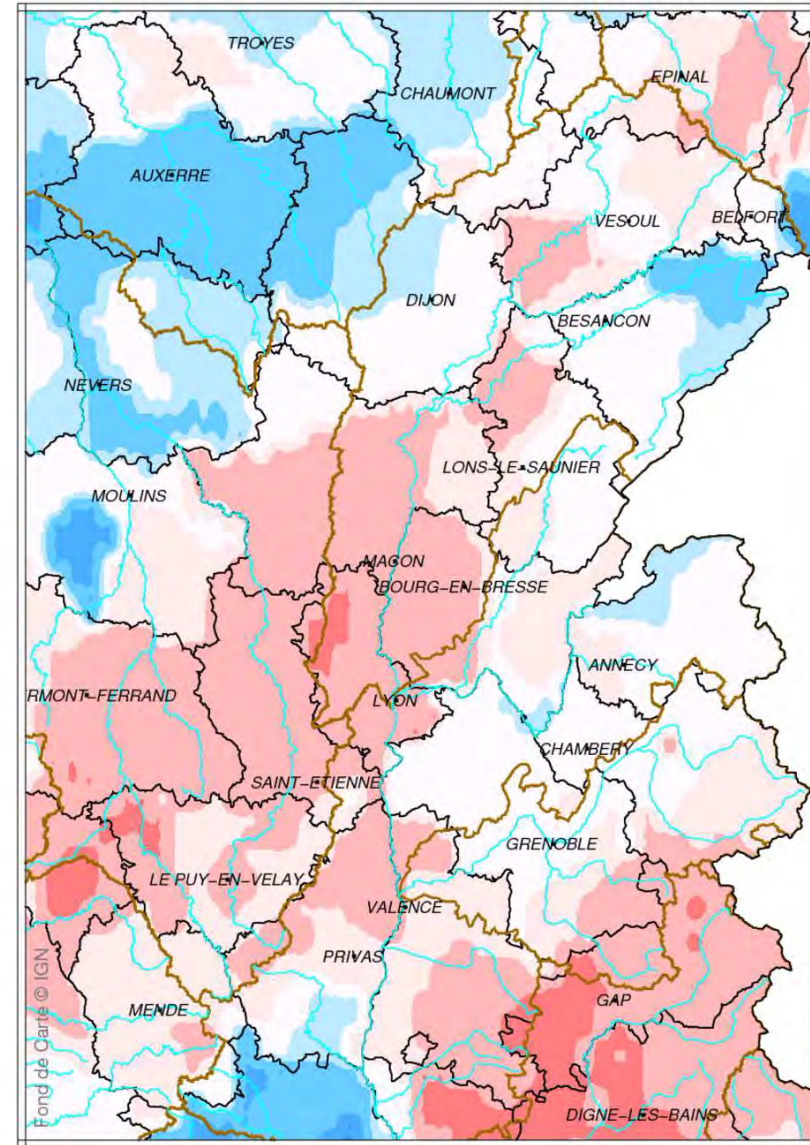 TROYES
CHAUMONT
EPINAL
AUXERRE
VESOUL
BELFORT
DIJON
BESANCON
NEVERS
LONS-LE-SAUNIER
MOULINS
MACON
BOURG-EN-BRESSE
ANNECY
RMONT-FERRAND
LYON
CHAMBERY
SAINT-ETIENNE
GRENOBLE
LE PUY-EN-VELAY
VALENCE
PRIVAS
GAP
MENDE
DIGNE-LES-BAINS
Fond de Carte © IGN